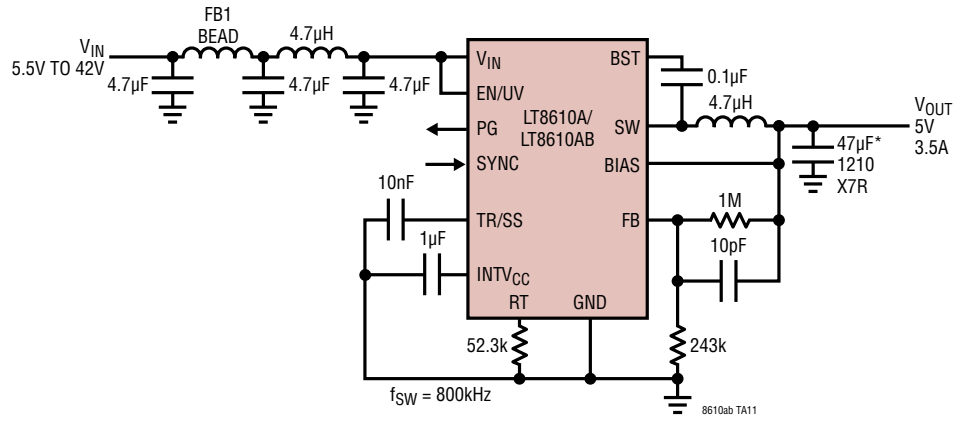 FB1
BEAD
4.7µH
VIN
5.5V TO 42V
4.7µF
4.7µF
4.7µF
VIN
BST
0.1µF
EN/UV
LT8610A/
LT8610AB
4.7µH
VOUT
5V
3.5A
PG
SW
47µF*
1210
X7R
SYNC
BIAS
10nF
TR/SS
FB
1M
1µF
10pF
INTVCC
RT
GND
52.3k
243k
fSW = 800kHz
8610ab TA11